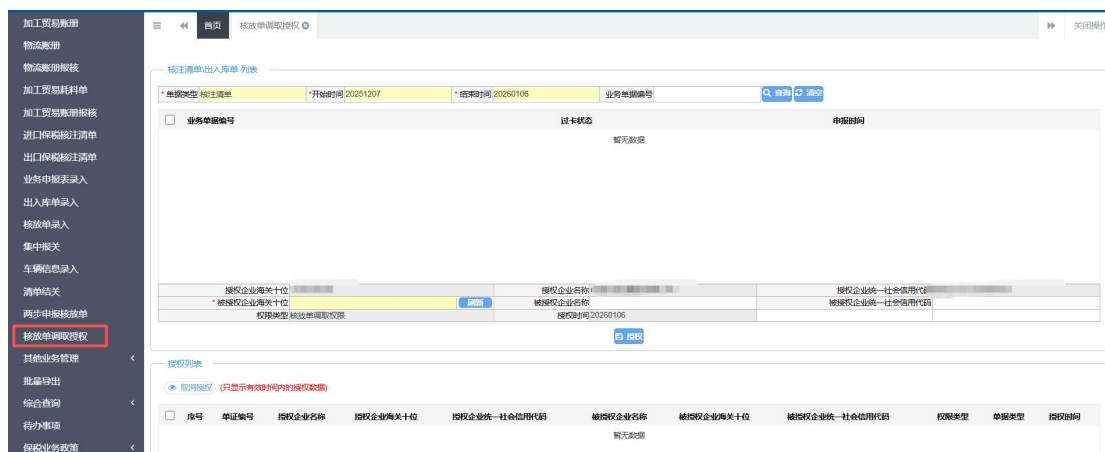 加工贸易账册
物流账册
物流账册报核
加工贸易耗料单
加工贸易账册报核
进口保税核注清单
出口保税核注清单
业务申报表录入
出入库单录入
核放单录入
集中报关
车辆信息录入
清单结关
两步申报核放单
核放单调取授权
其他业务管理
批量导出
综合查询
待办事项
保税业务政策
首页 核放单调取授权 关闭操作
核注清单\出入库单 列表
*单据类型 核注清单 *开始时间 20251207 *结束时间 20260106 业务单据编号 查询 清空
业务单据编号 过卡状态 申报时间
暂无数据
授权企业海关十位 授权企业名称 授权企业统一社会信用代码
*被授权企业海关十位 刷新 被授权企业名称 被授权企业统一社会信用代码
权限类型 核放单调取权限 授权时间 20260106
授权
授权列表
取消授权 (只显示有效时间内的授权数据)
序号 单证编号 授权企业名称 授权企业海关十位 授权企业统一社会信用代码 被授权企业名称 被授权企业海关十位 被授权企业统一社会信用代码 权限类型 单据类型 授权时间
暂无数据